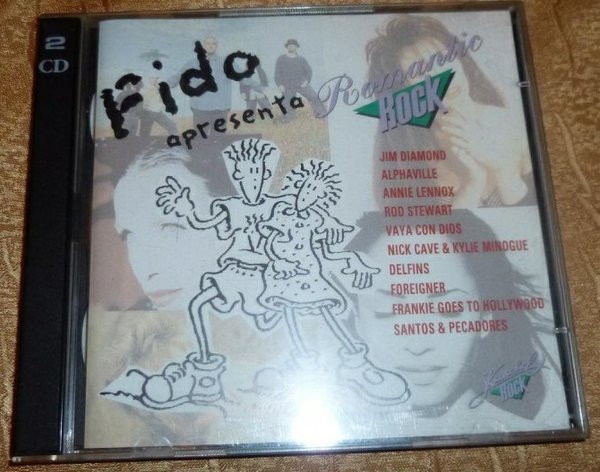 2
CD
Fido
apresenta
Romantic
ROCK
JIM DIAMOND
ALPHAVILLE
ANNIE LENNOX
ROD STEWART
VAYA CON DIOS
NICK CAVE & KYLIE MINOGUE
DELFINS
FOREIGNER
FRANKIE GOES TO HOLLYWOOD
SANTOS & PECADORES
ROCK